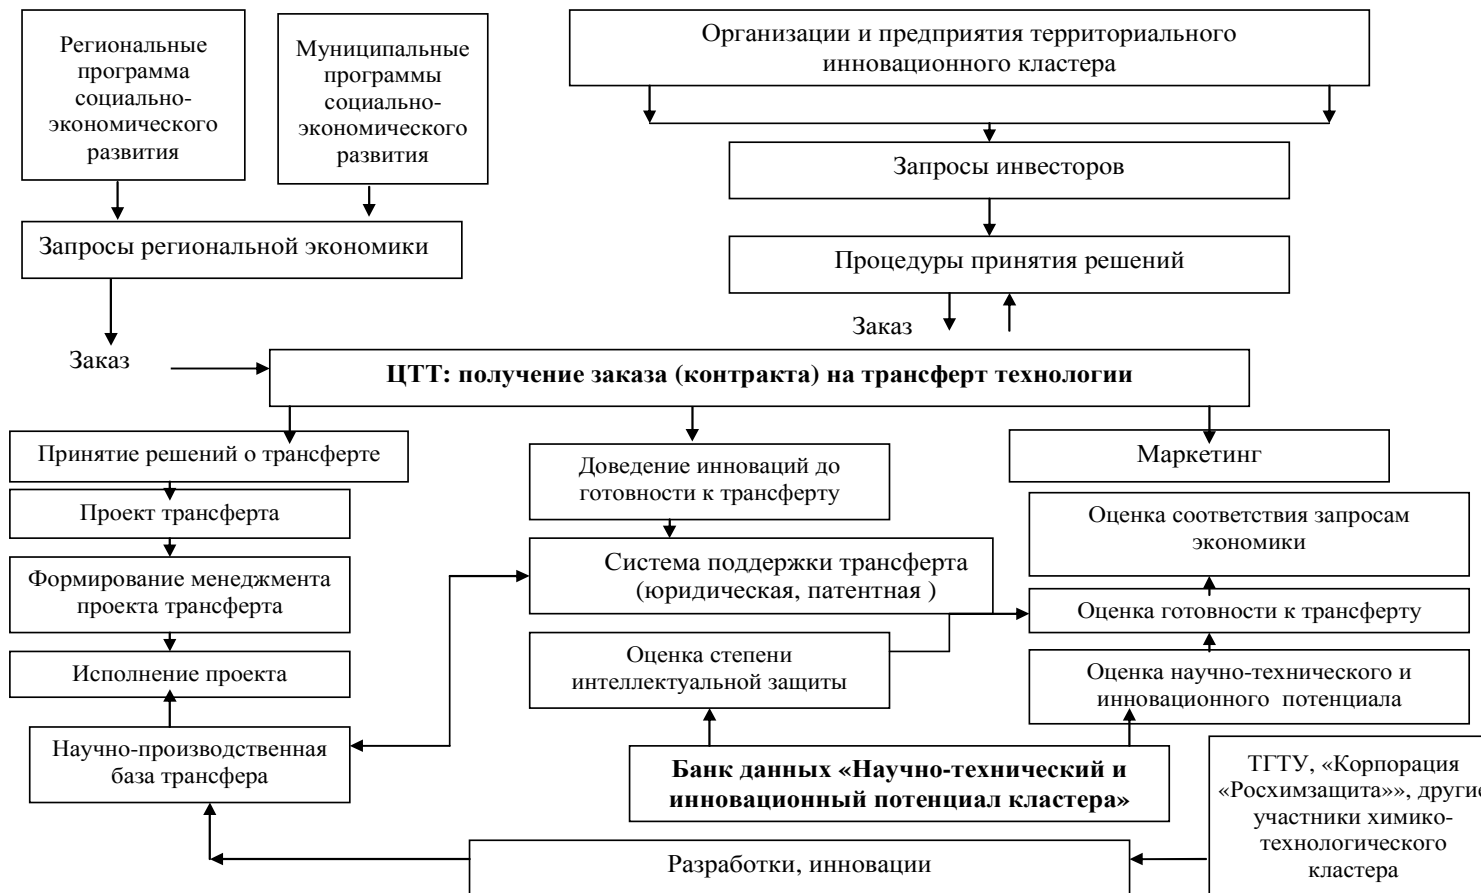 Региональные
программа
социально-
экономического
развития
Муниципальные
программы
социально-
экономического
развития
Организации и предприятия территориального
инновационного кластера
Запросы инвесторов
Запросы региональной экономики
Процедуры принятия решений
Заказ
Заказ
ЦТТ: получение заказа (контракта) на трансферт технологии
Принятие решений о трансферте
Проект трансферта
Формирование менеджмента
проекта трансферта
Исполнение проекта
Научно-производственная
база трансфера
Доведение инноваций до
готовности к трансферту
Система поддержки трансферта
(юридическая, патентная )
Оценка степени
интеллектуальной защиты
Маркетинг
Оценка соответствия запросам
экономики
Оценка готовности к трансферту
Оценка научно-технического и
инновационного потенциала
Банк данных «Научно-технический и
инновационный потенциал кластера»
ТГТУ, «Корпорация
«Росхимзащита»», другие
участники химико-
технологического
кластера
Разработки, инновации